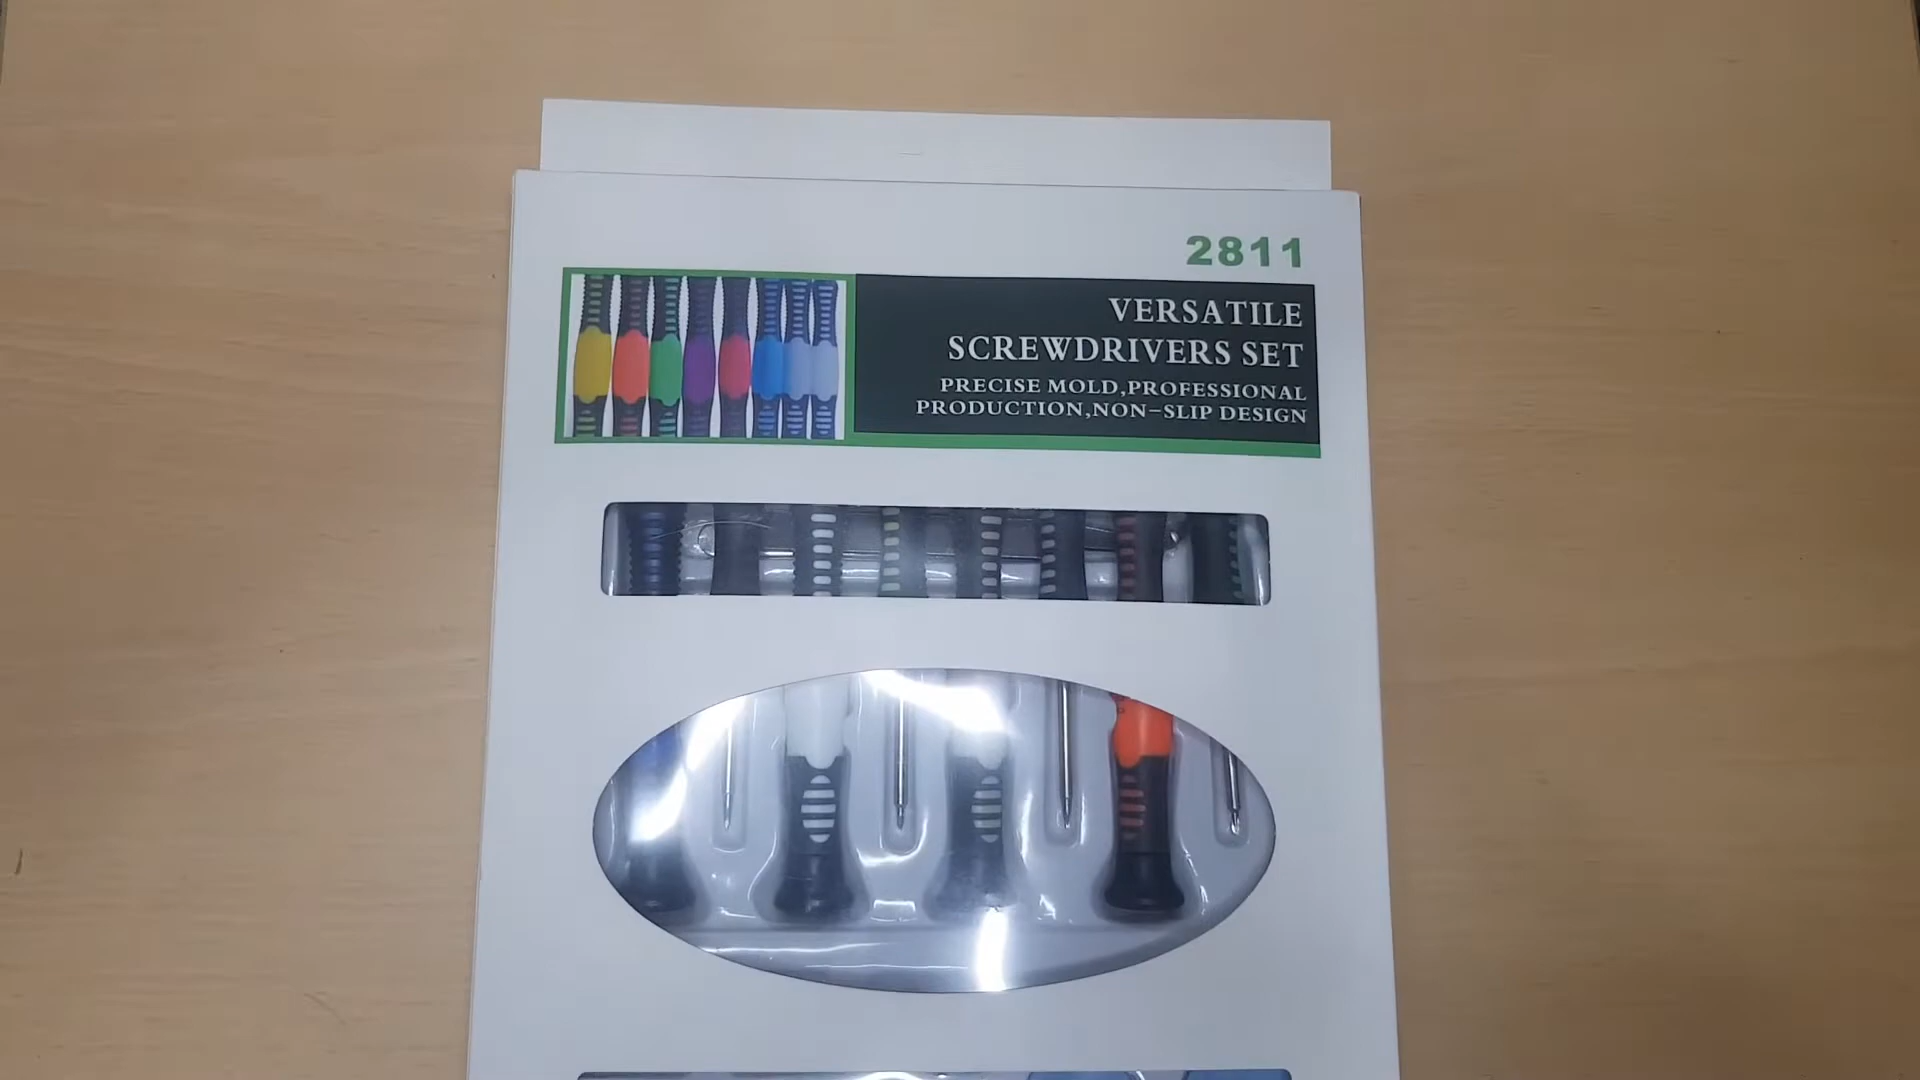 2811
VERSATILE
SCREWDRIVERS SET
PRECISE MOLD,PROFESSIONAL
PRODUCTION,NON-SLIP DESIGN